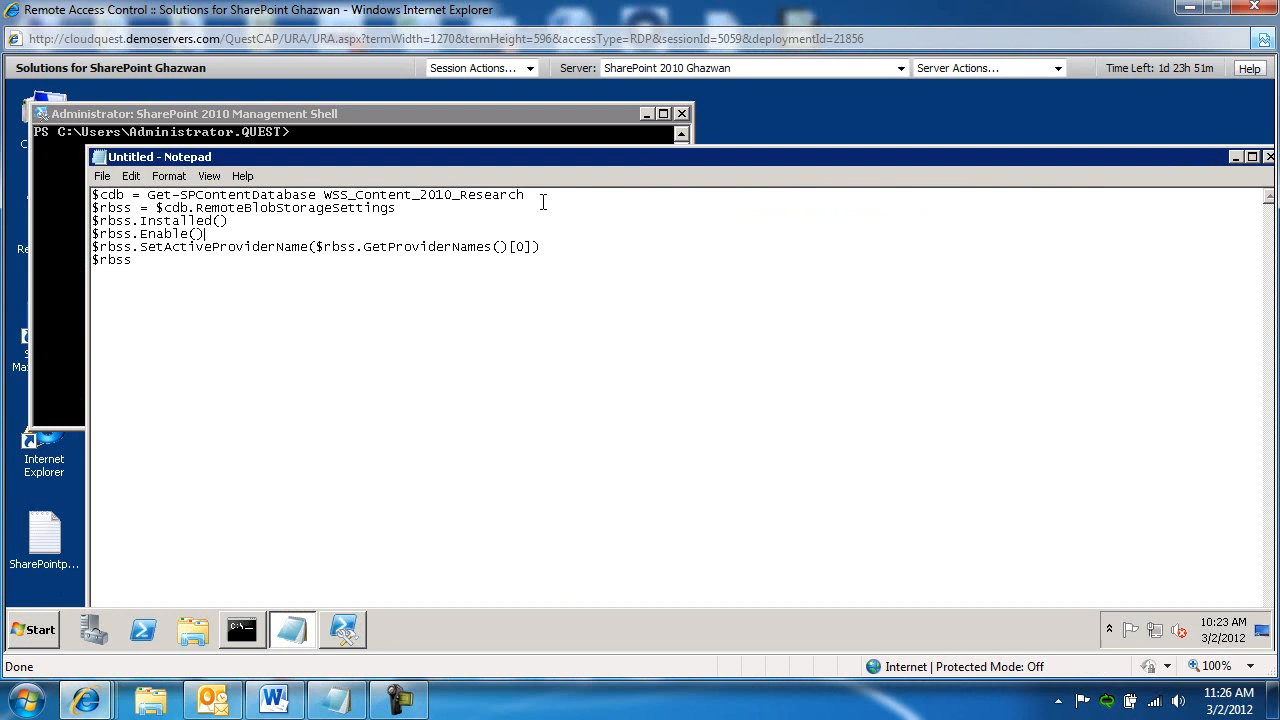 Remote Access Control :: Solutions for SharePoint Ghazwan - Windows Internet Explorer
http://cloudquest.demoservers.com/QuestCAP/URA/URA.aspx?termWidth=1270&termHeight=596&accessType=RDP&sessionId=5059&deploymentId=21856
Solutions for SharePoint Ghazwan Session Actions... Server: SharePoint 2010 Ghazwan Server Actions... Time Left: 1d 23h 51m Help
Administrator: SharePoint 2010 Management Shell
PS C:\Users\Administrator.QUEST>
Untitled - Notepad
File Edit Format View Help
$cdb = Get-SPContentDatabase WSS_Content_2010_Research
$rbss = $cdb.RemoteBlobStorageSettings
$rbss.Installed()
$rbss.Enable()
$rbss.SetActiveProviderName($rbss.GetProviderNames()[0])
$rbss
Internet
Explorer
SharePointp...
Start
10:23 AM
3/2/2012
Done Internet | Protected Mode: Off 100%
11:26 AM
3/2/2012